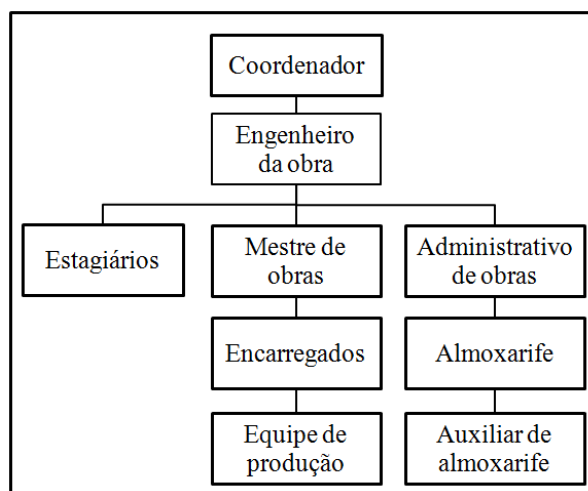 Coordenador
Engenheiro
da obra
Estagiários
Mestre de
obras
Administrativo
de obras
Encarregados
Almoxarife
Equipe de
produção
Auxiliar de
almoxarife